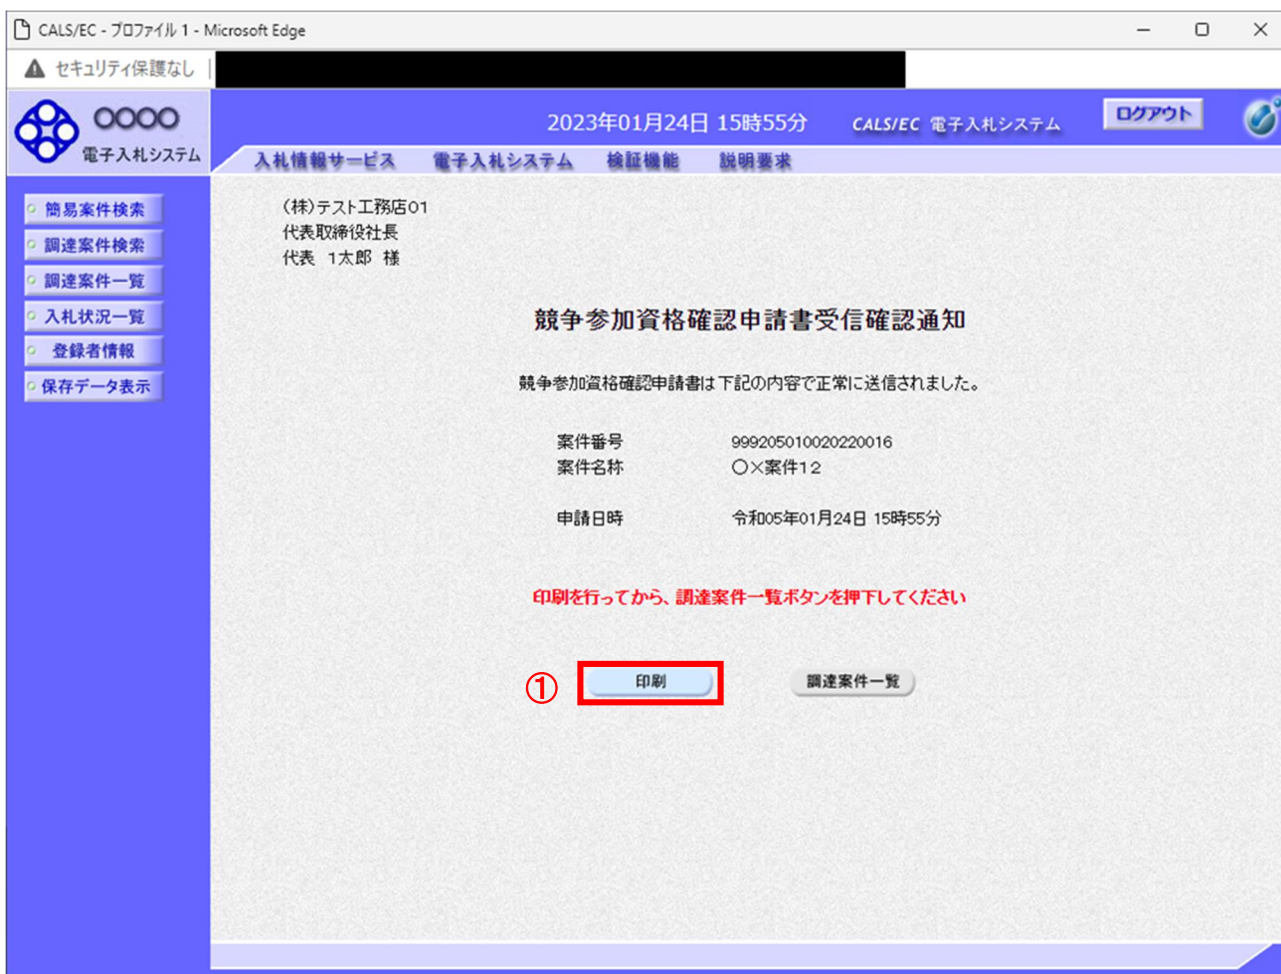 CALS/EC - プロファイル 1 - Microsoft Edge
セキュリティ保護なし
〇〇〇〇
電子入札システム
2023年01月24日 15時55分
CALS/EC 電子入札システム
ログアウト
入札情報サービス 電子入札システム 検証機能 説明要求
簡易案件検索
調達案件検索
調達案件一覧
入札状況一覧
登録者情報
保存データ表示
(株)テスト工務店01
代表取締役社長
代表 1太郎 様
競争参加資格確認申請書受信確認通知
競争参加資格確認申請書は下記の内容で正常に送信されました。
案件番号 999205010020220016
案件名称 〇×案件12
申請日時 令和05年01月24日 15時55分
印刷を行ってから、調達案件一覧ボタンを押下してください
① 印刷 調達案件一覧